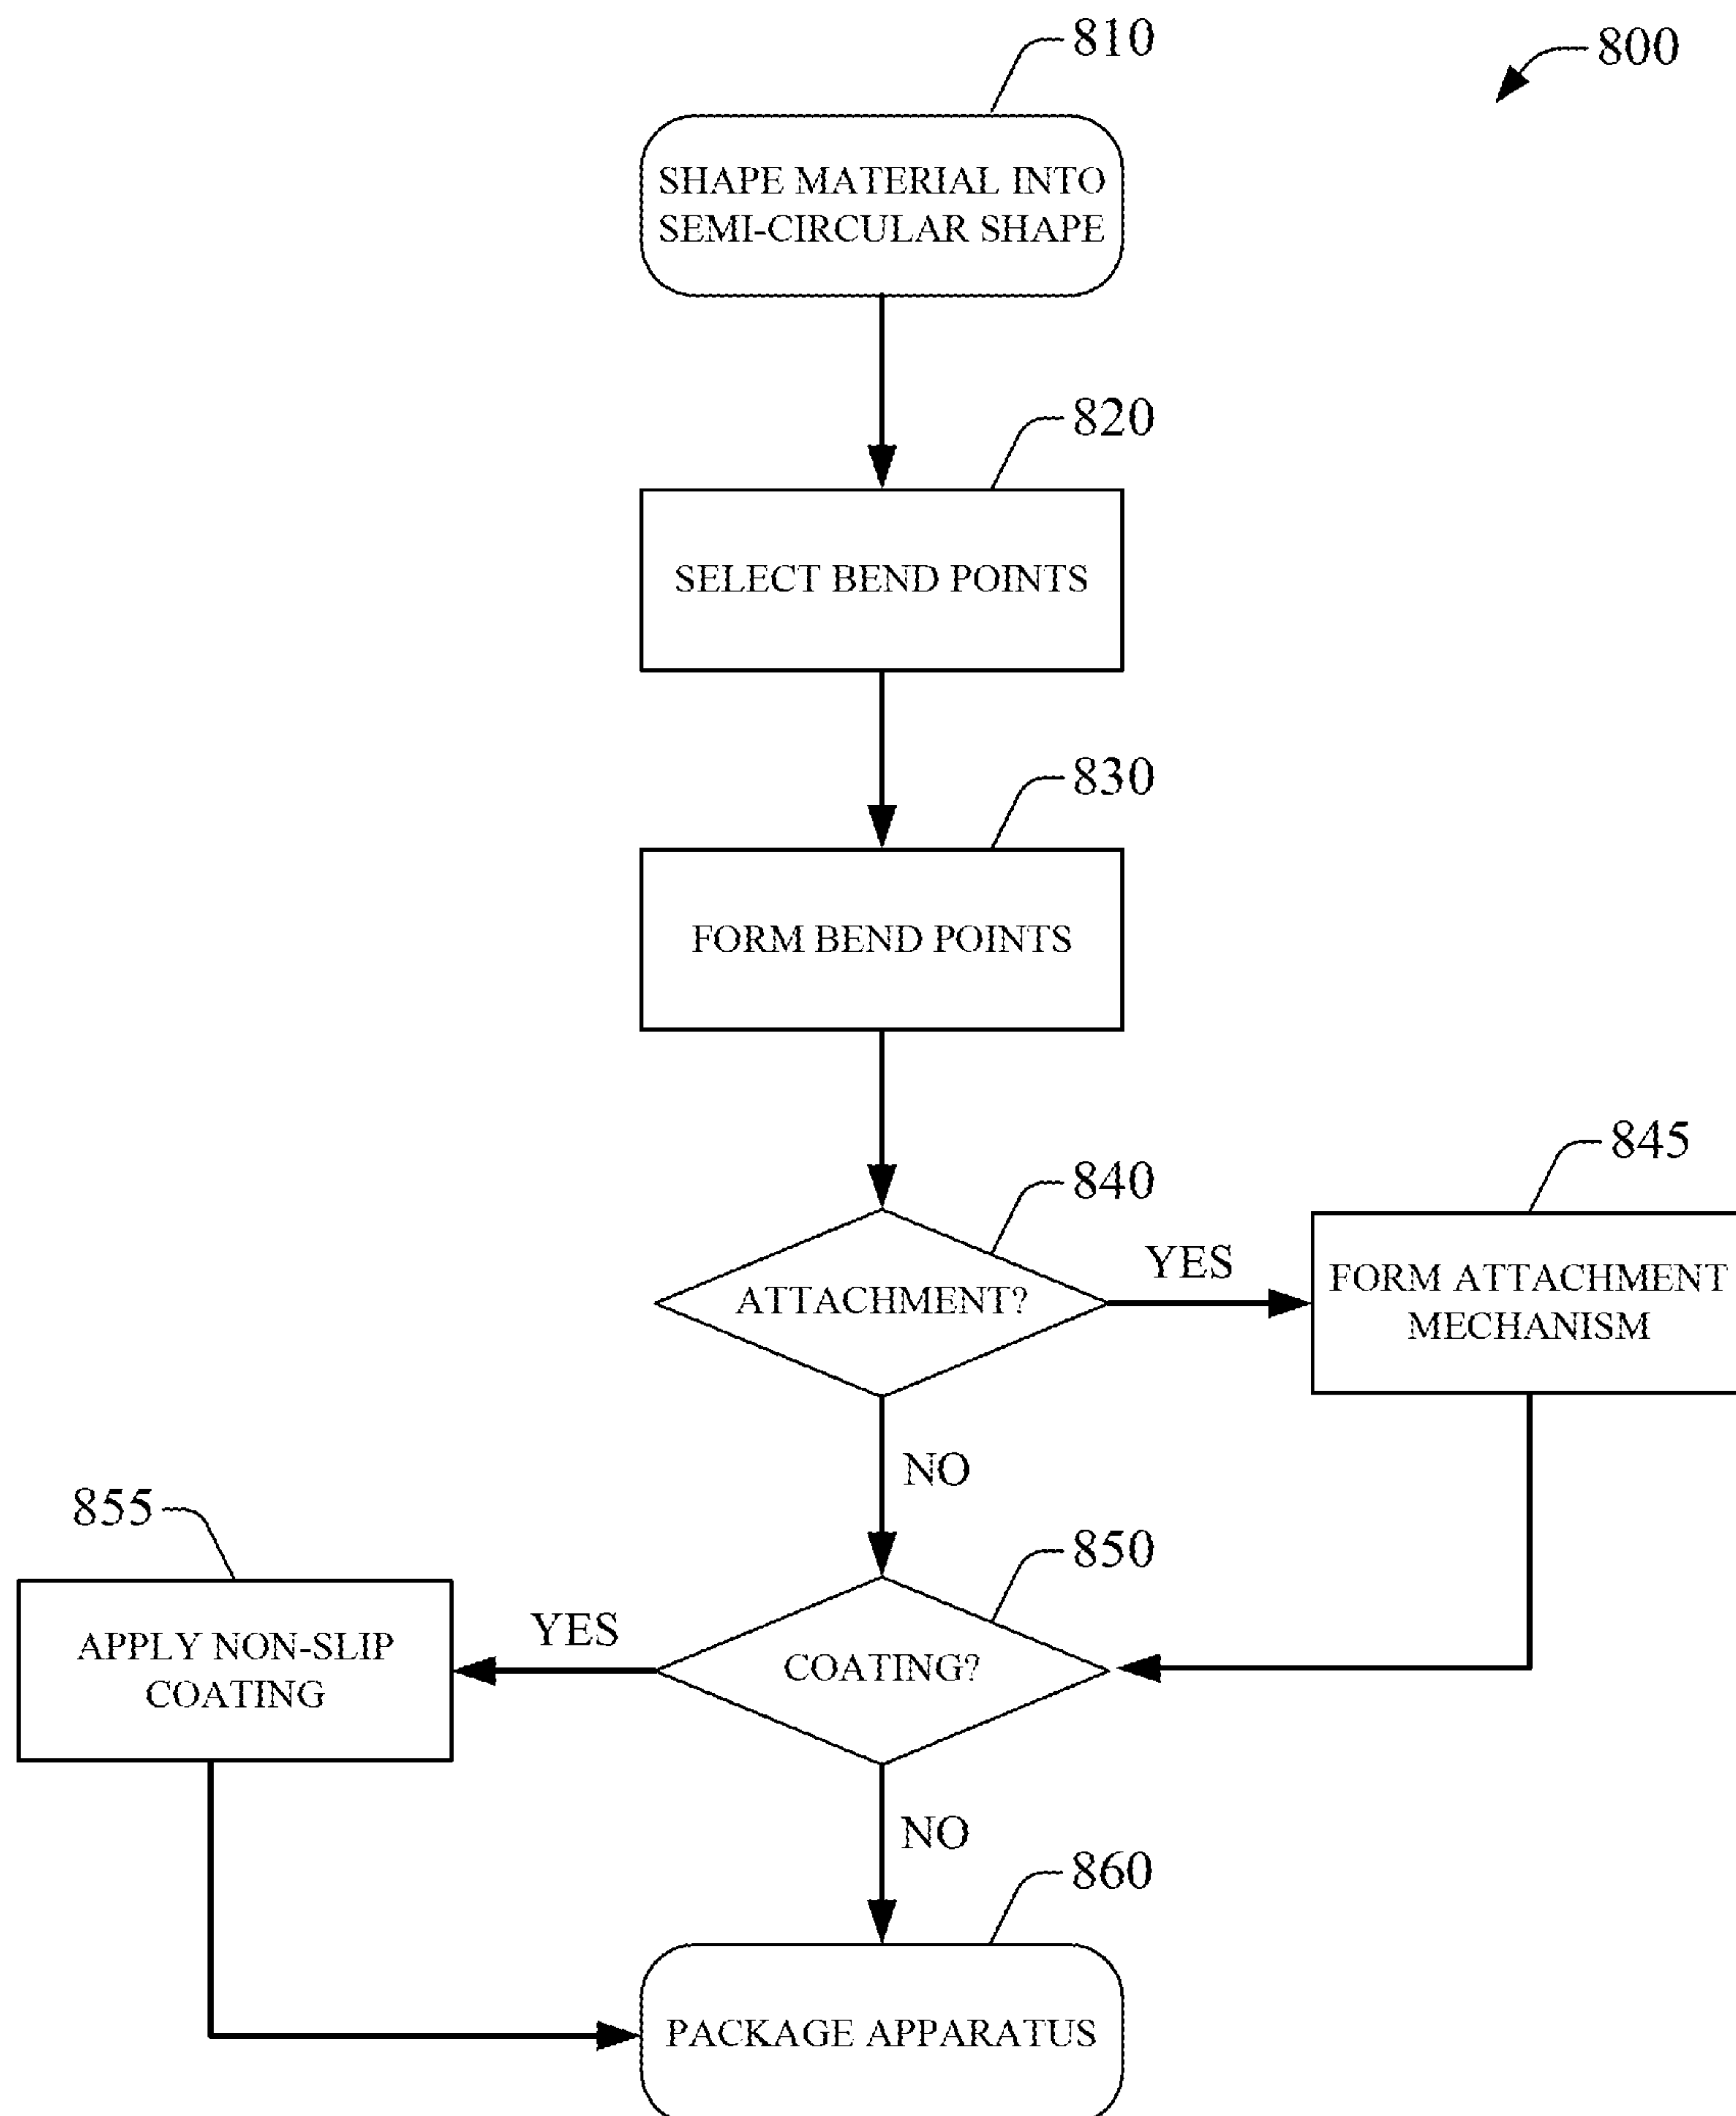 810
800
SHAPE MATERIAL INTO
SEMI-CIRCULAR SHAPE
820
SELECT BEND POINTS
830
FORM BEND POINTS
840
845
ATTACHMENT?
YES
FORM ATTACHMENT
MECHANISM
NO
855
850
APPLY NON-SLIP
COATING
YES
COATING?
NO
860
PACKAGE APPARATUS